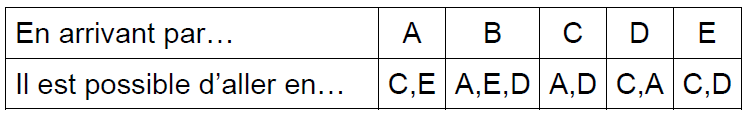 En arrivant par… A B C D E
Il est possible d’aller en… C,E A,E,D A,D C,A C,D